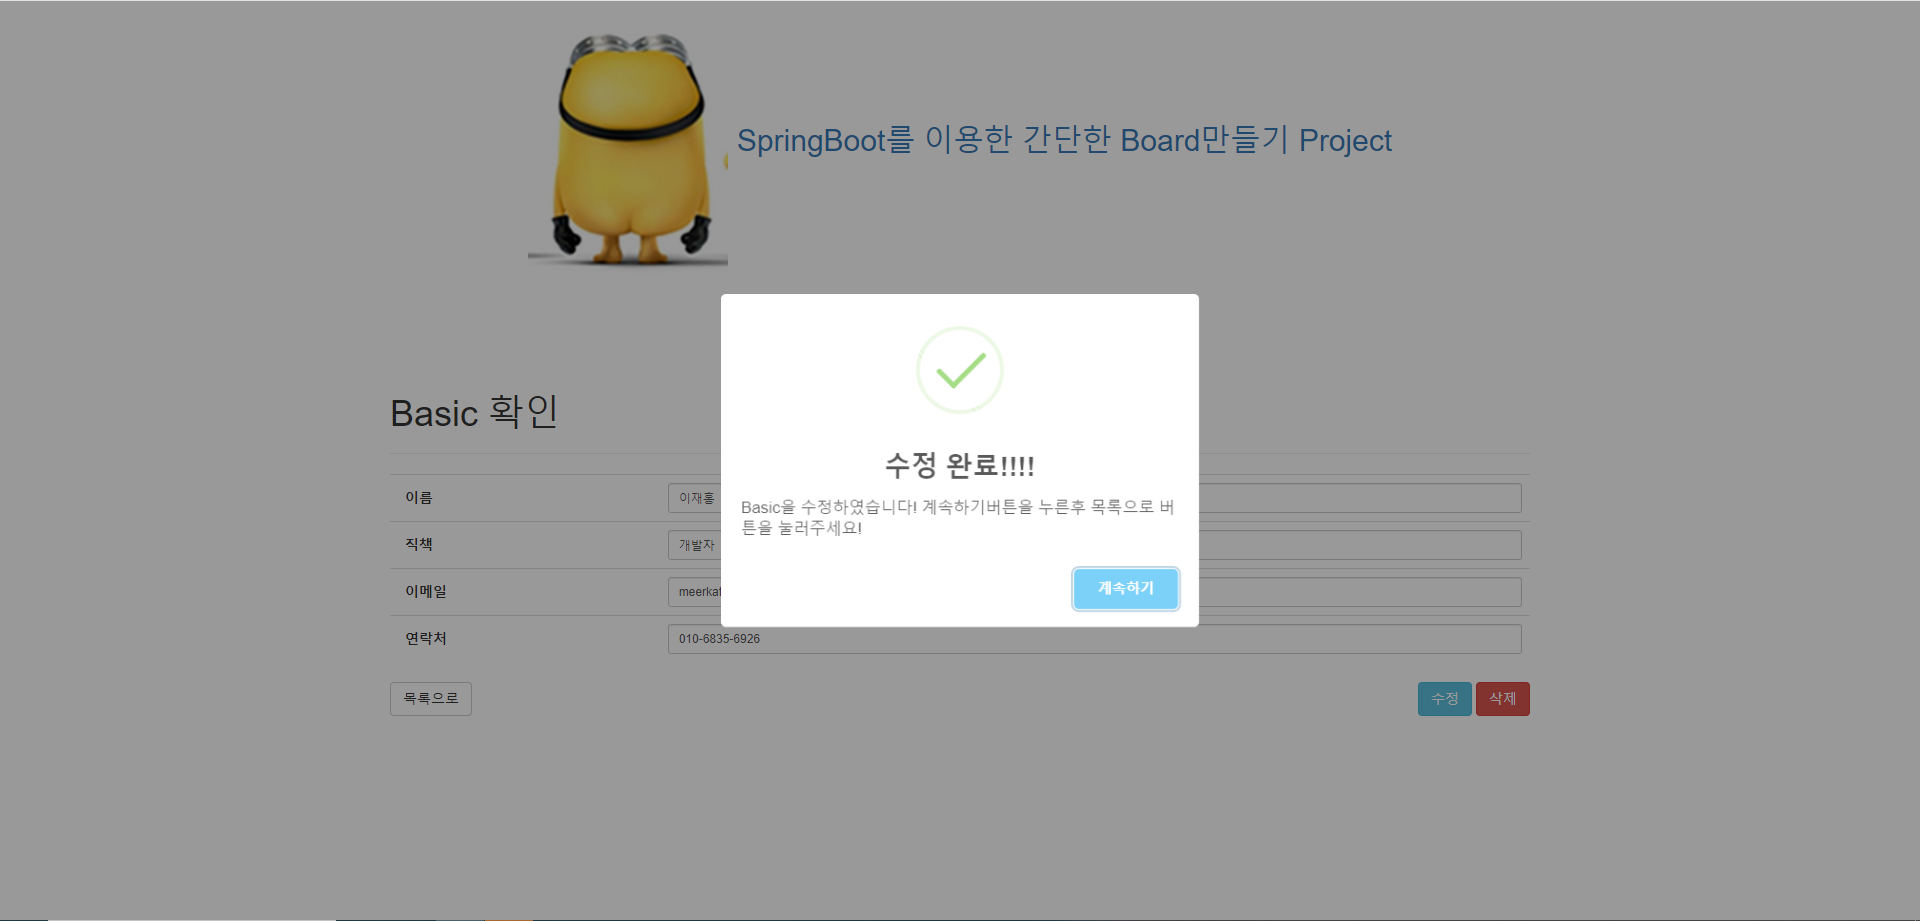 SpringBoot를 이용한 간단한 Board만들기 Project
Basic 확인
수정 완료!!!!
Basic을 수정하였습니다! 계속하기버튼을 누른후 목록으로 버
튼을 눌러주세요!
계속하기
이름 이재홍
직책 개발자
이메일 meerkat
연락처 010-6835-6926
목록으로 수정 삭제